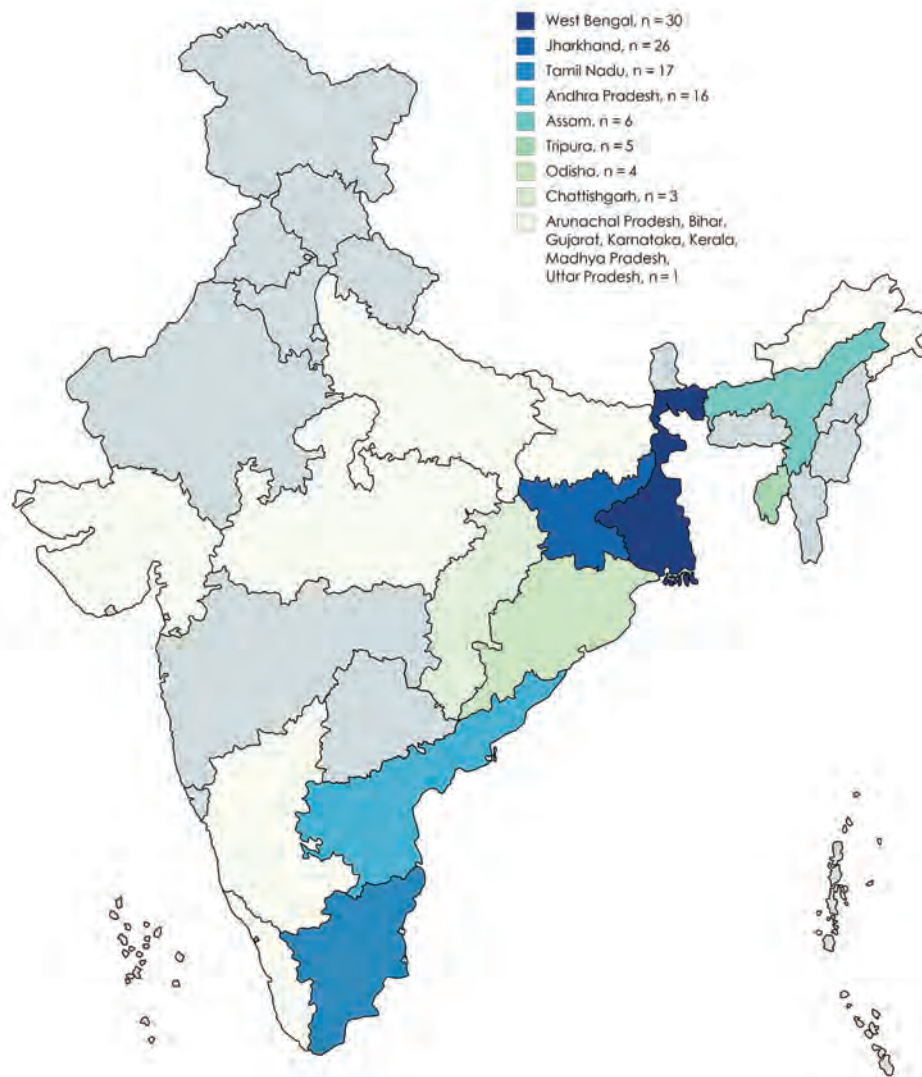 West Bengal, n = 30
Jharkhand, n = 26
Tamil Nadu, n = 17
Andhra Pradesh, n = 16
Assam, n = 6
Tripura, n = 5
Odisha, n = 4
Chattishgarh, n = 3
Arunachal Pradesh, Bihar,
Gujarat, Karnataka, Kerala,
Madhya Pradesh,
Uttar Pradesh, n = 1